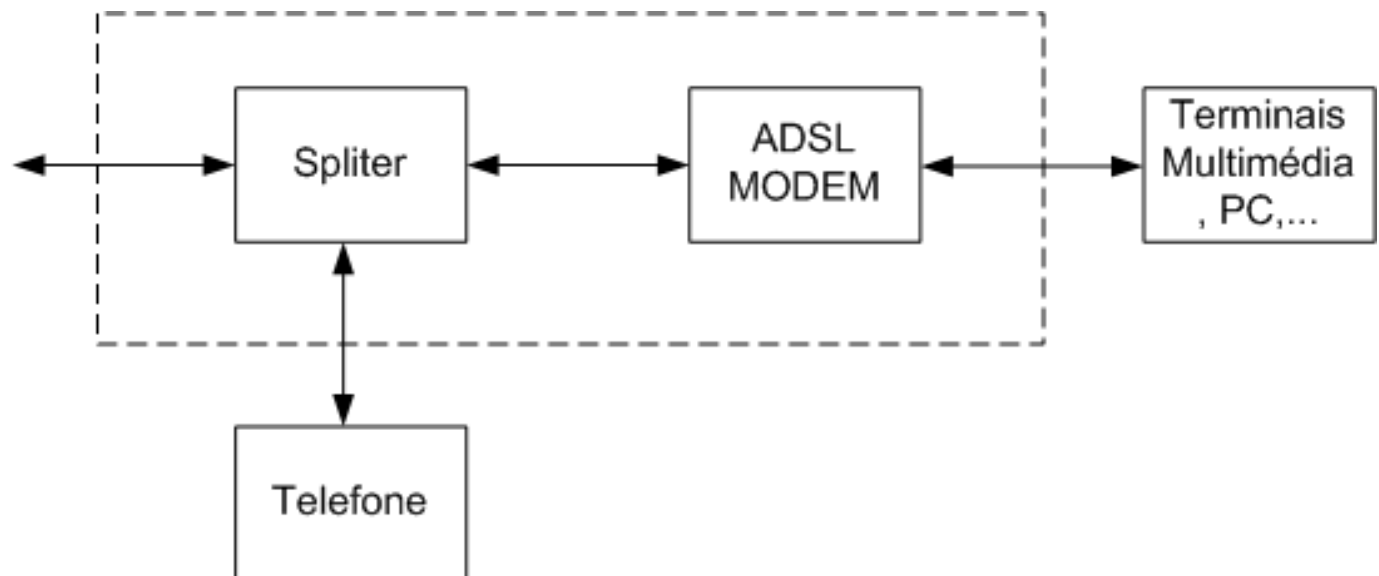 Spliter
ADSL
MODEM
Terminais
Multimédia
, PC,...
Telefone